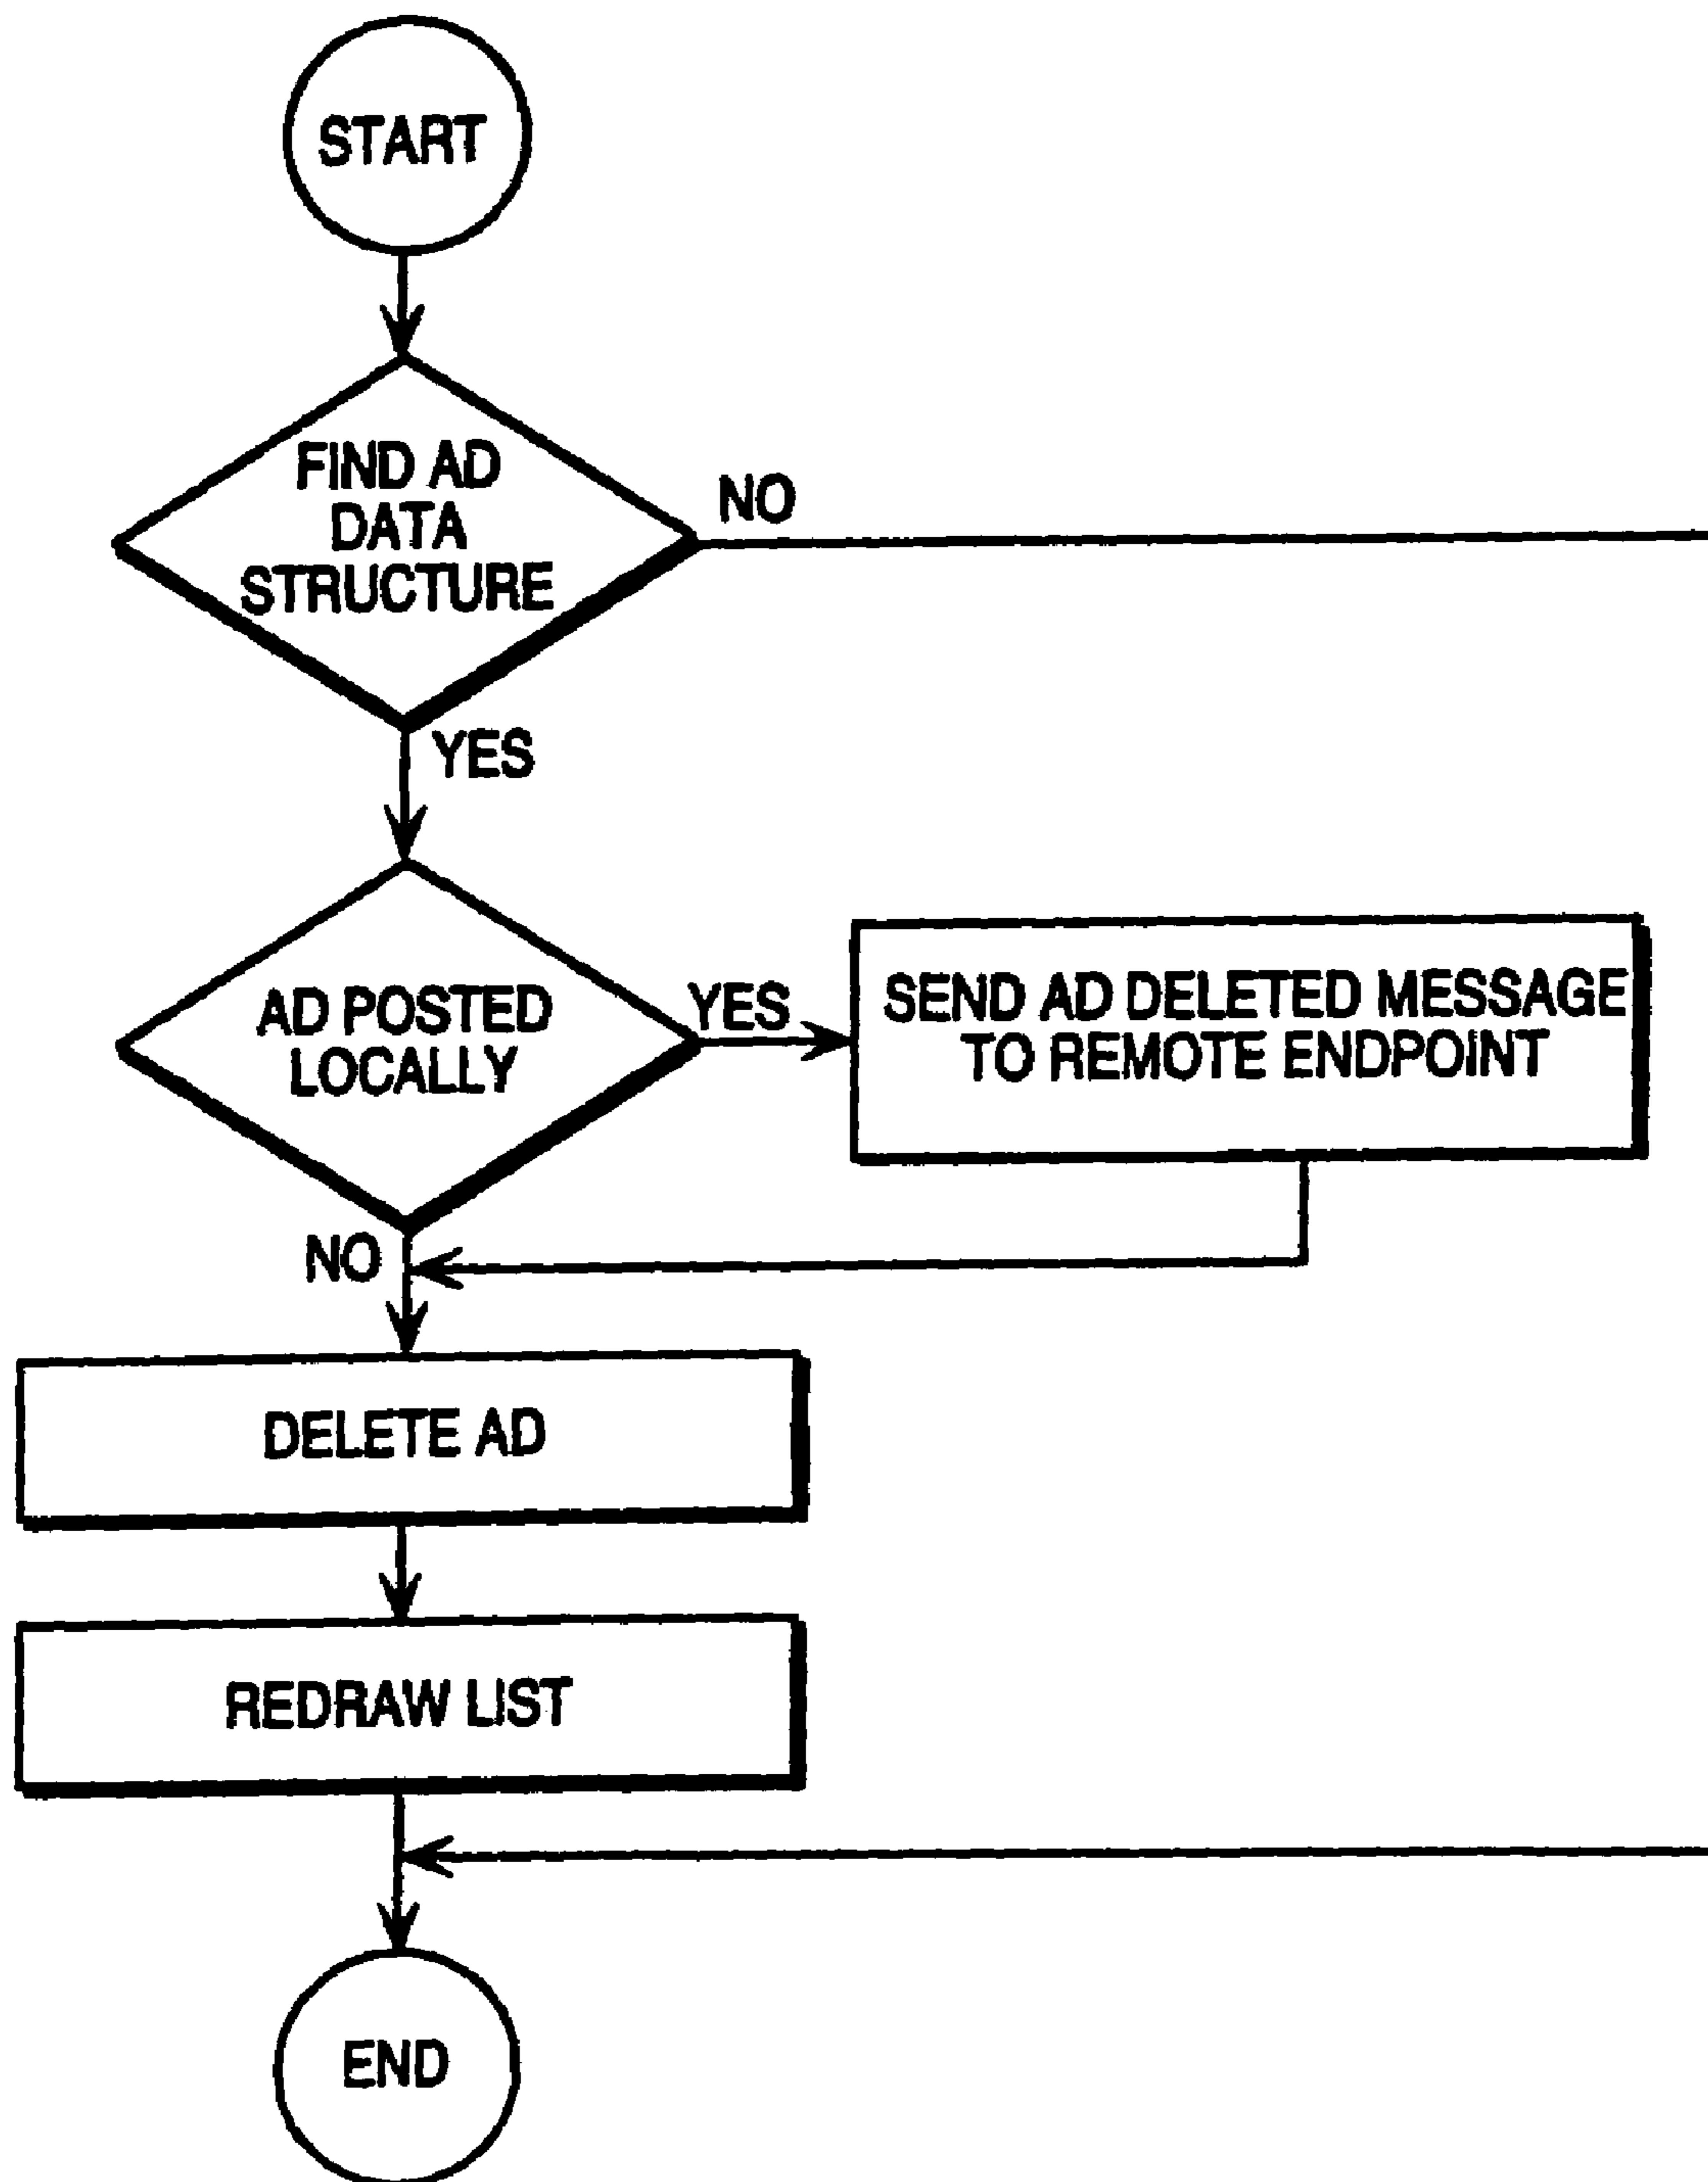 START
FIND AD
DATA
STRUCTURE
NO
YES
AD POSTED
LOCALLY
YES
SEND AD DELETED MESSAGE
TO REMOTE ENDPOINT
NO
DELETE AD
REDRAW LIST
END